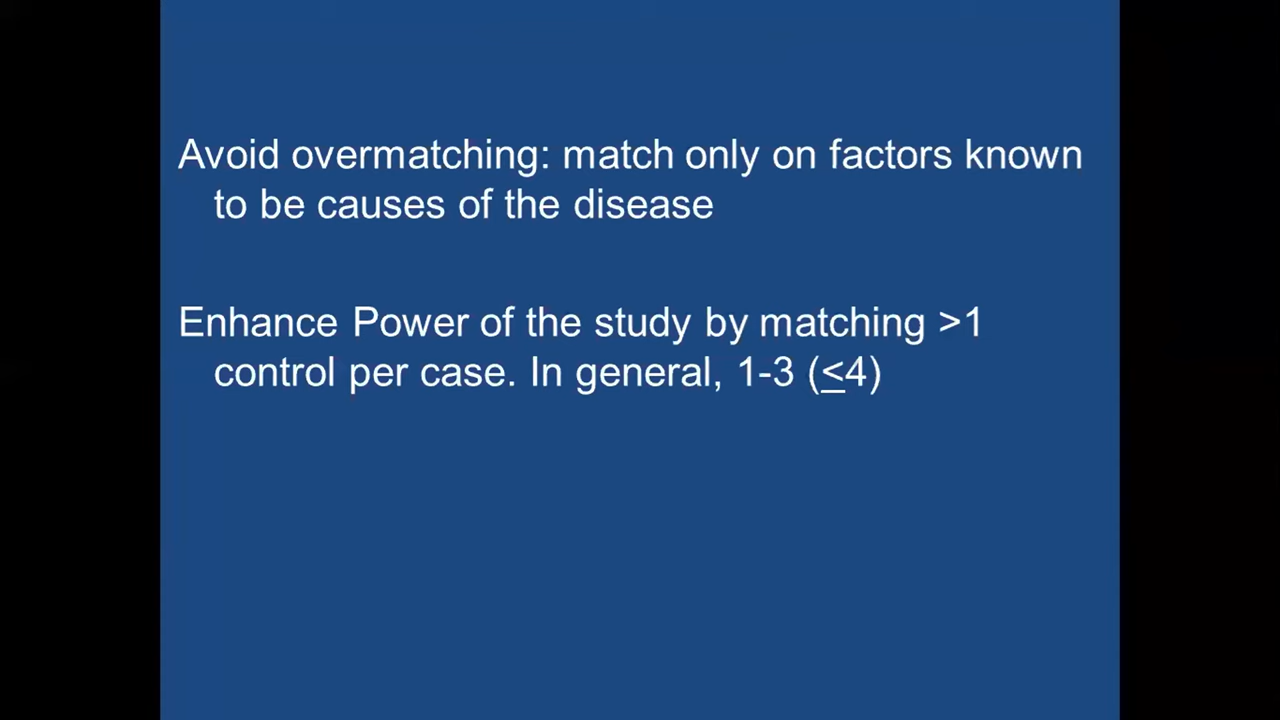 Avoid overmatching: match only on factors known
to be causes of the disease
Enhance Power of the study by matching >1
control per case. In general, 1-3 (≤4)